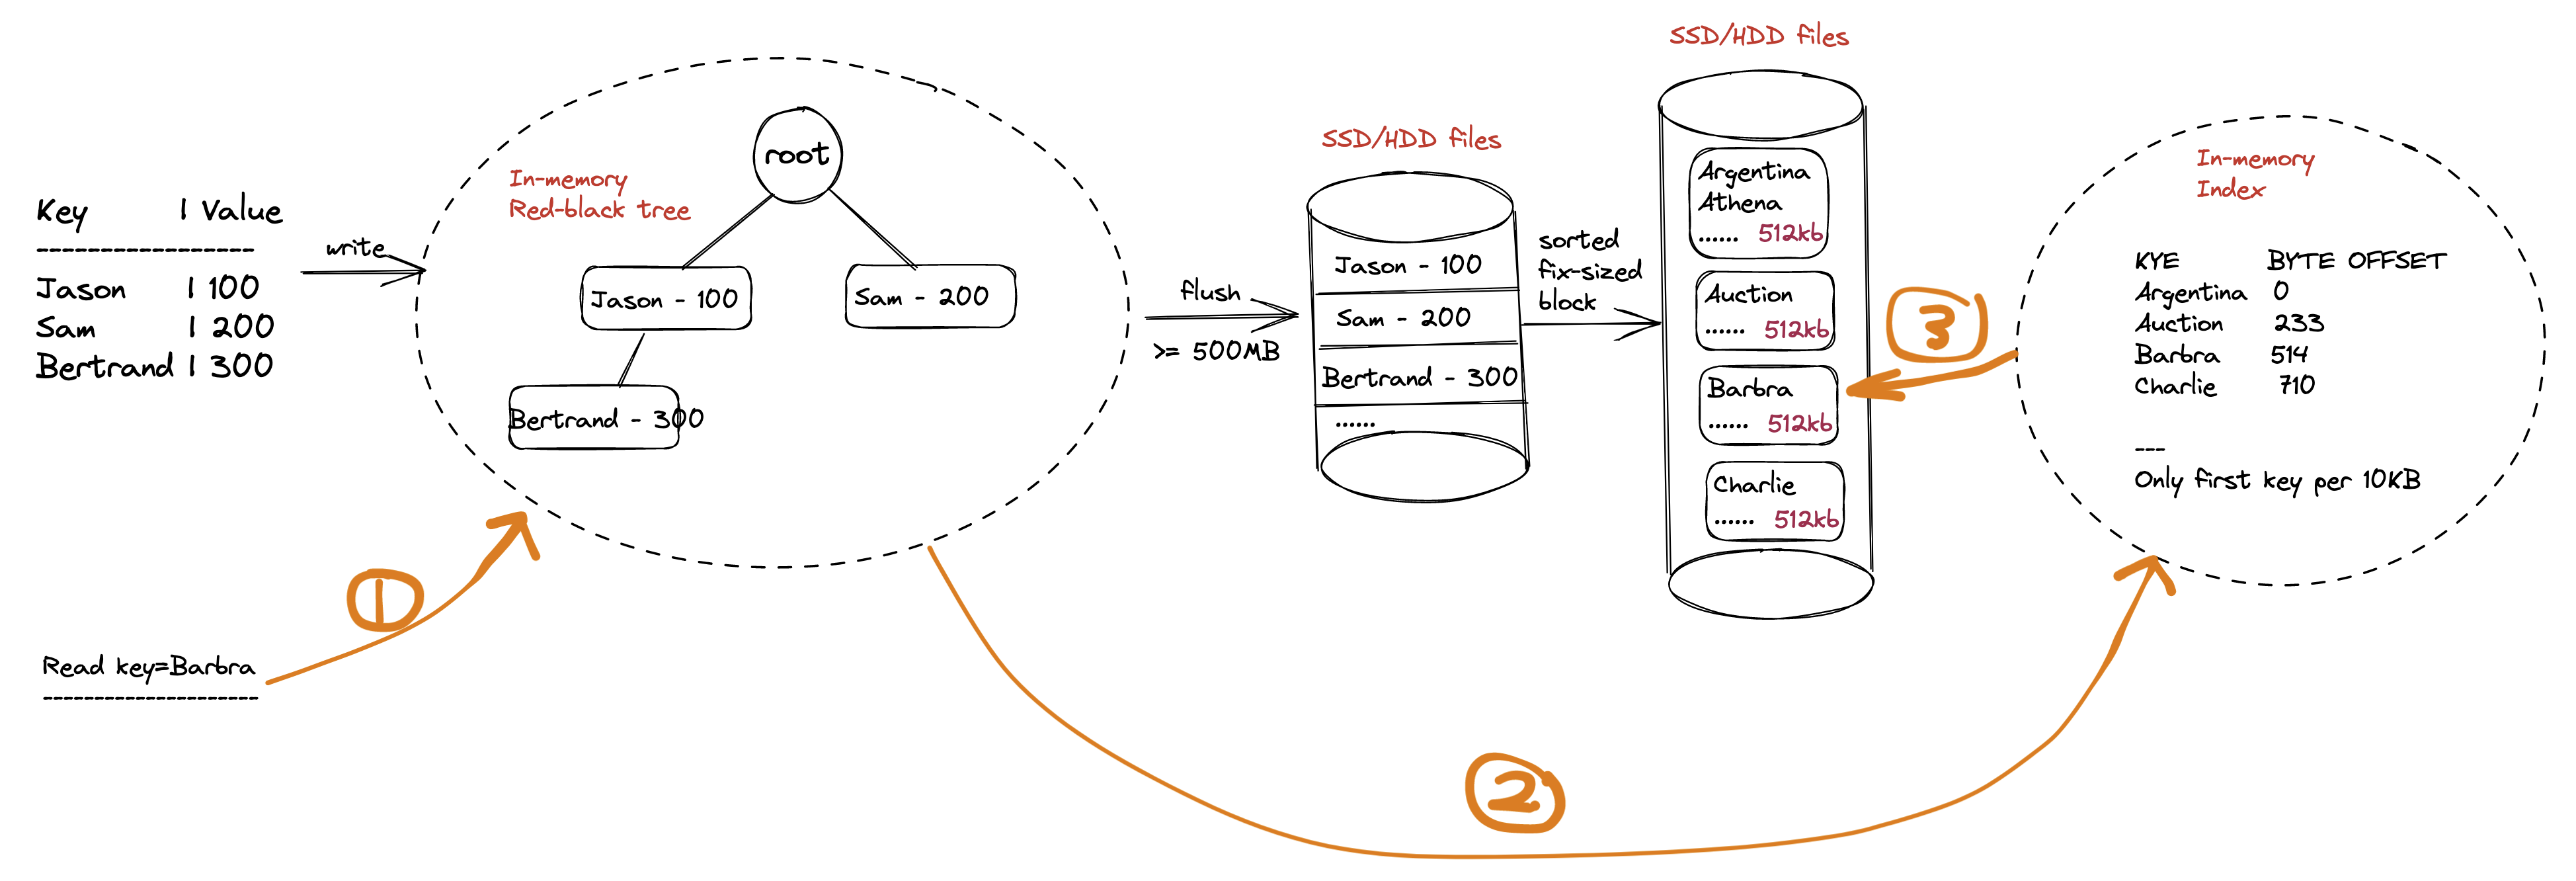 Key | Value
----------------
Jason | 100
Sam | 200
Bertrand | 300
write
In-memory
Red-black tree
root
Jason - 100
Sam - 200
Bertrand - 300
flush
>= 500MB
SSD/HDD files
Jason - 100
Sam - 200
Bertrand - 300
......
sorted
fix-sized
block
SSD/HDD files
Argentina
Athena
...... 512kb
Auction
...... 512kb
Barbra
...... 512kb
Charlie
...... 512kb
3
In-memory
Index
KYE BYTE OFFSET
Argentina 0
Auction 233
Barbra 514
Charlie 710
---
Only first key per 10KB
1
Read key=Barbra
---------------------
2